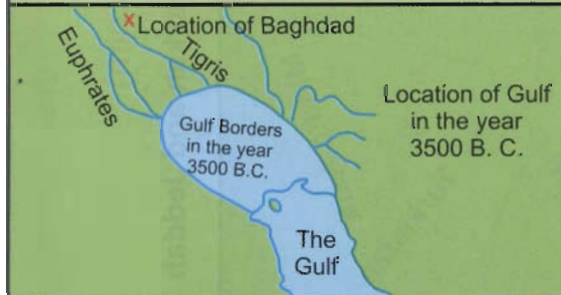 X Location of Baghdad
Euphrates
Tigris
Location of Gulf
in the year
3500 B. C.
Gulf Borders
in the year
3500 B.C.
The
Gulf